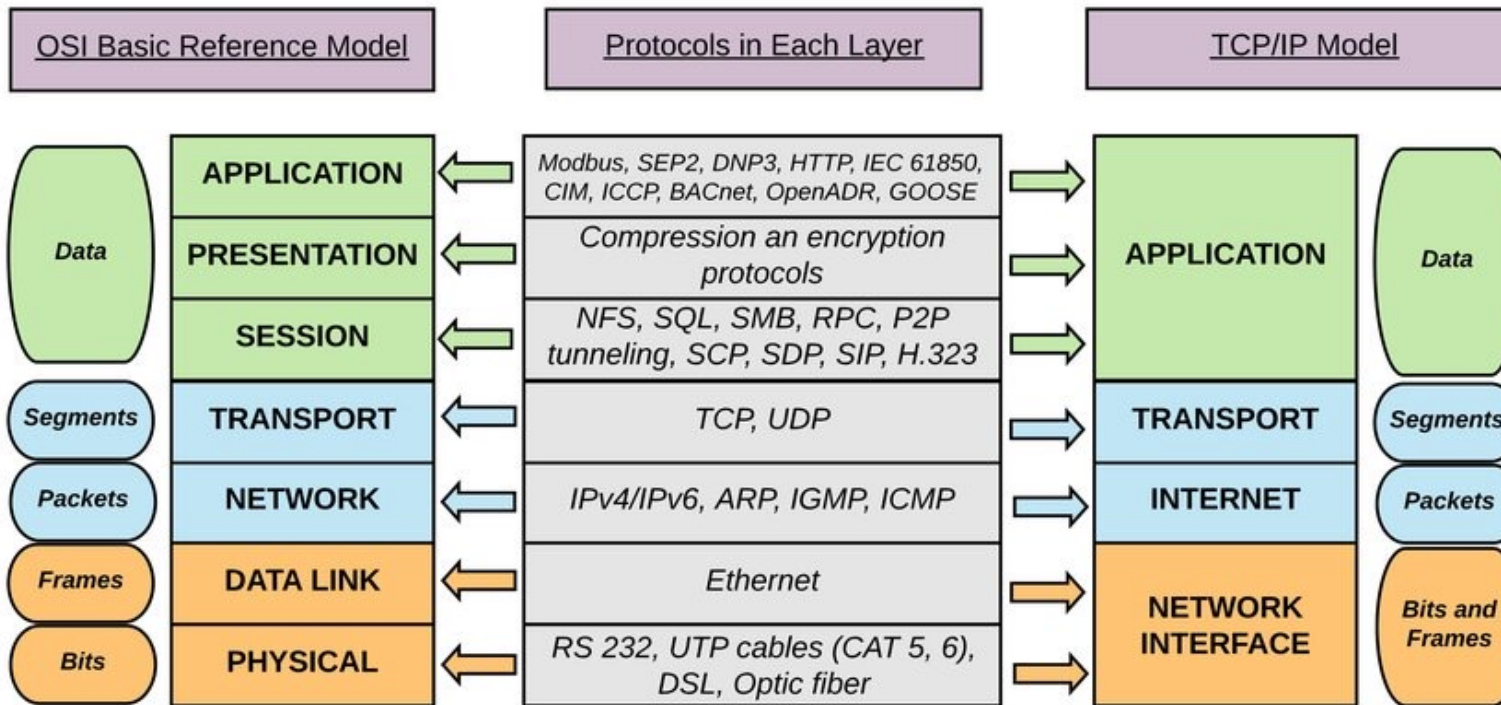 OSI Basic Reference Model
Protocols in Each Layer
TCP/IP Model
Data
APPLICATION
Modbus, SEP2, DNP3, HTTP, IEC 61850,
CIM, ICCP, BACnet, OpenADR, GOOSE
APPLICATION
Data
PRESENTATION
Compression an encryption
protocols
SESSION
NFS, SQL, SMB, RPC, P2P
tunneling, SCP, SDP, SIP, H.323
Segments
TRANSPORT
TCP, UDP
TRANSPORT
Segments
Packets
NETWORK
IPv4/IPv6, ARP, IGMP, ICMP
INTERNET
Packets
Frames
DATA LINK
Ethernet
NETWORK
INTERFACE
Bits and
Frames
Bits
PHYSICAL
RS 232, UTP cables (CAT 5, 6),
DSL, Optic fiber